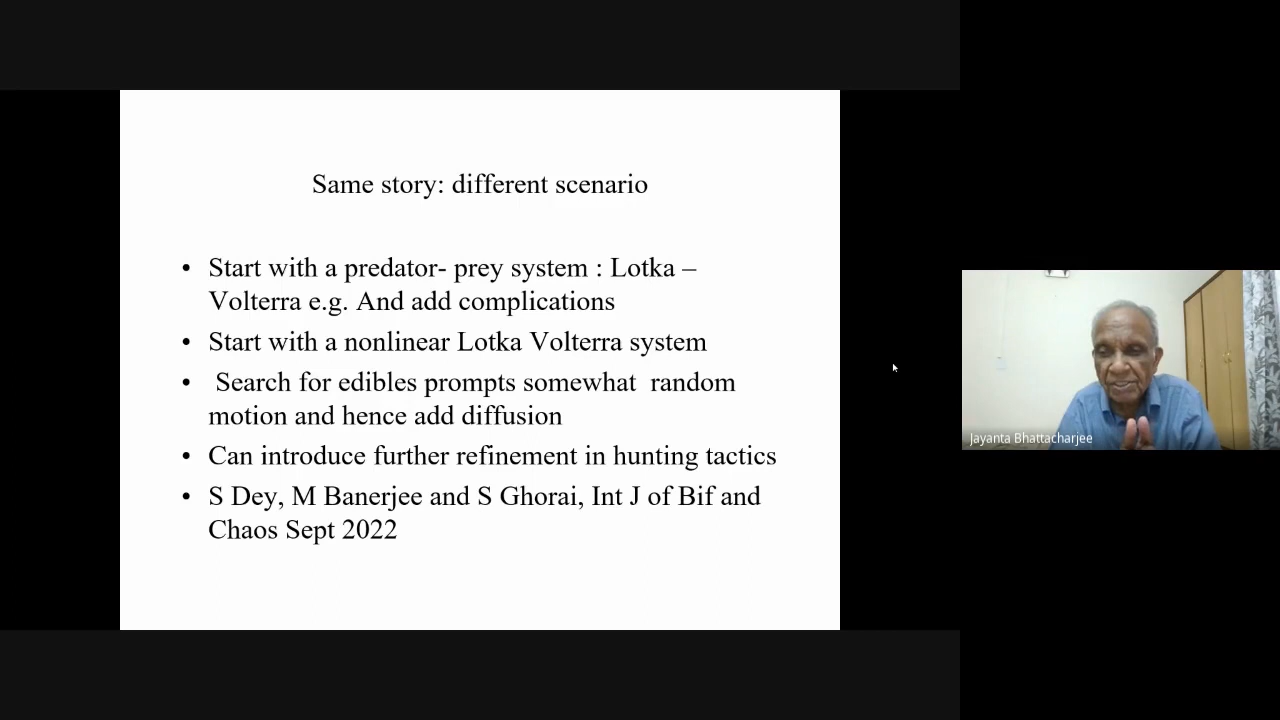 Same story: different scenario
• Start with a predator- prey system : Lotka –
Volterra e.g. And add complications
• Start with a nonlinear Lotka Volterra system
• Search for edibles prompts somewhat random
motion and hence add diffusion
• Can introduce further refinement in hunting tactics
• S Dey, M Banerjee and S Ghorai, Int J of Bif and
Chaos Sept 2022
Jayanta Bhattacharjee